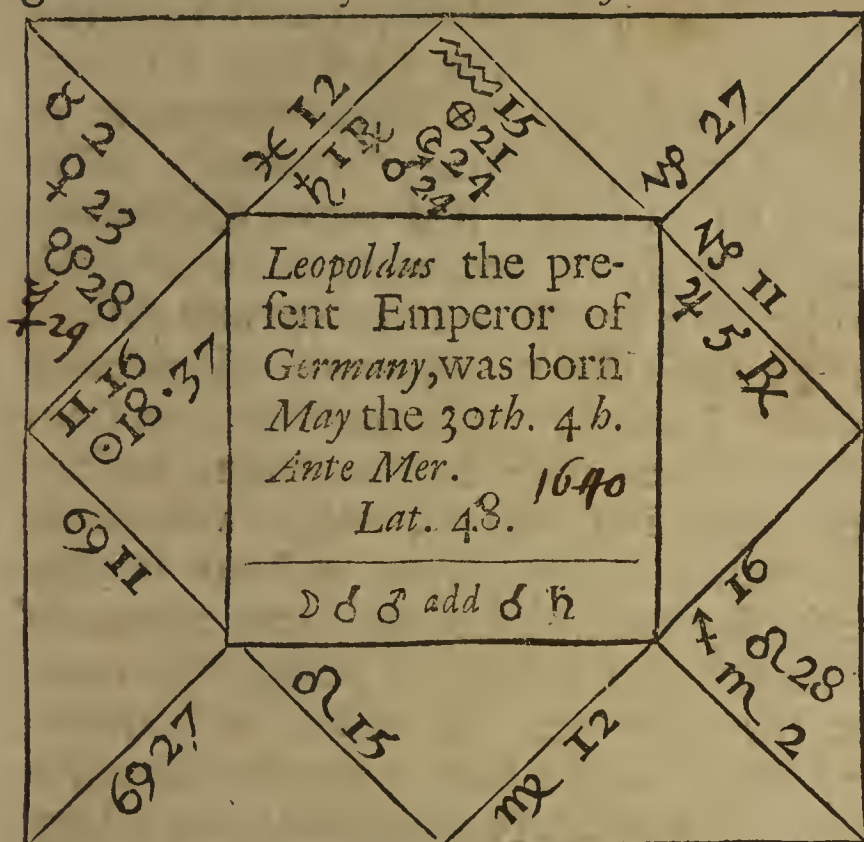 ♓ 12
♄ 1
♒ 15
⊗ 21
☾ 24
♂ 24
♑ 27
♉ 2
♀ 23
☋ 28
29
♑ 11
♃ 5 ℞
♊ 16
☉ 18 · 37
♋ 11
Leopoldus the pre-
ſent Emperor of
Germany, was born
May the 30th. 4 h.
Ante Mer. 1640
Lat. 48.
☽ ☌ ♂ add ☌ ♄
♐ 16
☊ 28
♏ 2
♋ 27
♌ 15
♍ 12